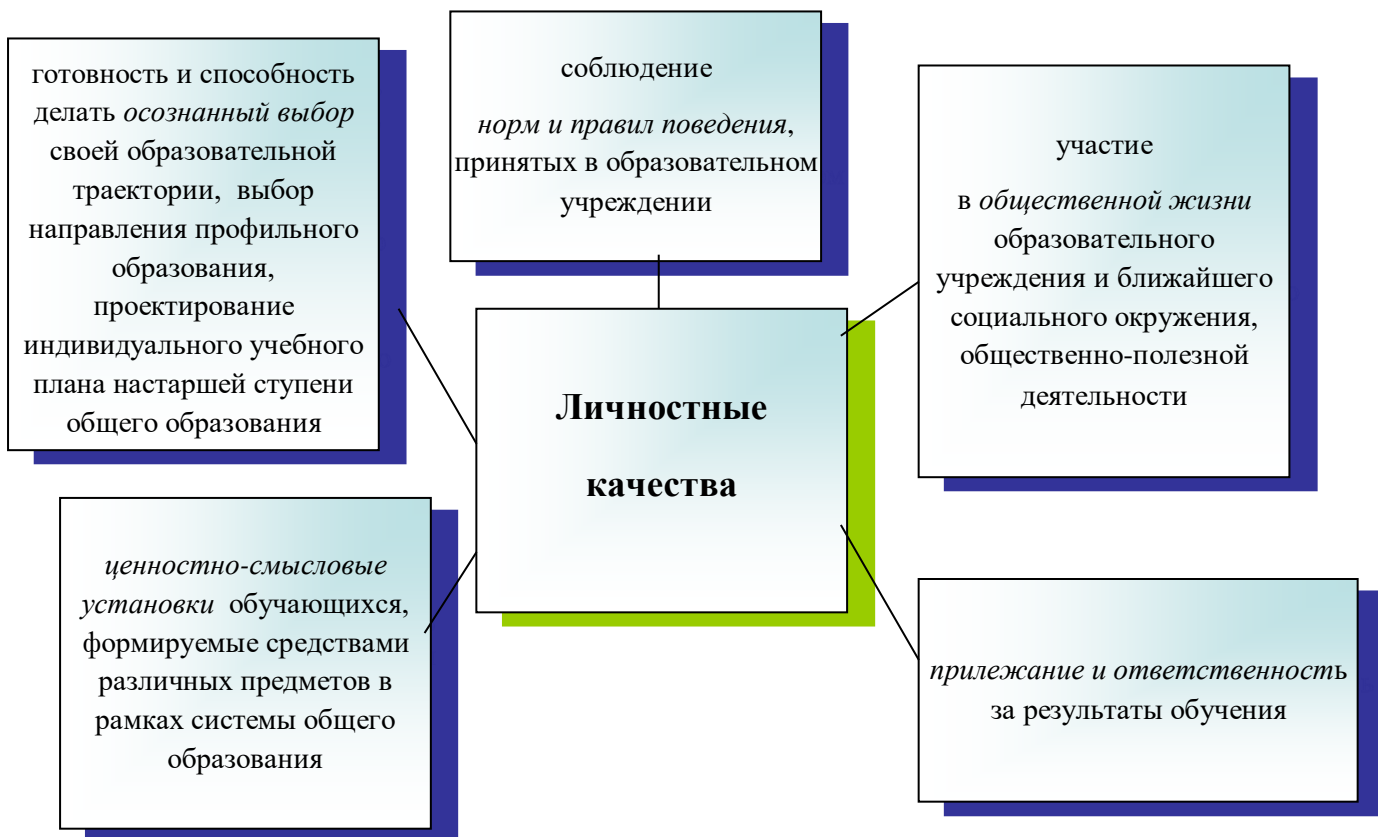 готовность и способность
делать осознанный выбор
своей образовательной
траектории, выбор
направления профильного
образования,
проектирование
индивидуального учебного
плана настаршей ступени
общего образования
соблюдение
норм и правил поведения,
принятых в образовательном
учреждении
участие
в общественной жизни
образовательного
учреждения и ближайшего
социального окружения,
общественно-полезной
деятельности
Личностные
качества
ценностно-смысловые
установки обучающихся,
формируемые средствами
различных предметов в
рамках системы общего
образования
прилежание и ответственность
за результаты обучения